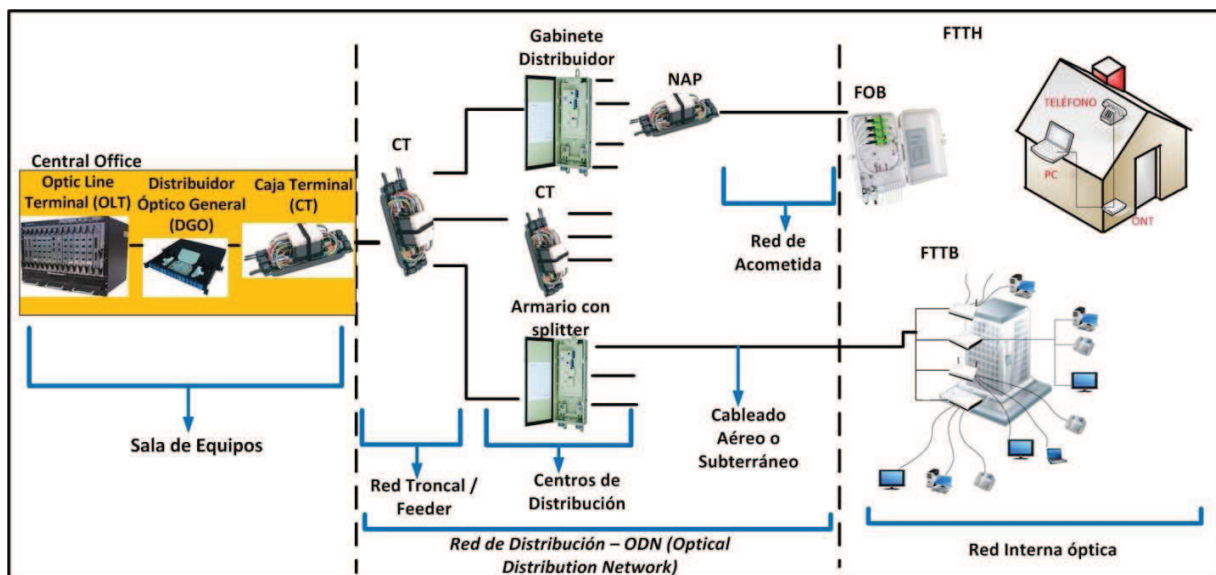 Central Office
Optic Line
Terminal (OLT)
Distribuidor
Óptico General
(DGO)
Caja Terminal
(CT)
Sala de Equipos
CT
Gabinete
Distribuidor
NAP
CT
Armario con
splitter
Red de
Acometida
Cableado
Aéreo o
Subterráneo
Red Troncal /
Feeder
Centros de
Distribución
Red de Distribución – ODN (Optical
Distribution Network)
FTTH
FOB
TELÉFONO
PC
ONT
FTTB
Red Interna óptica